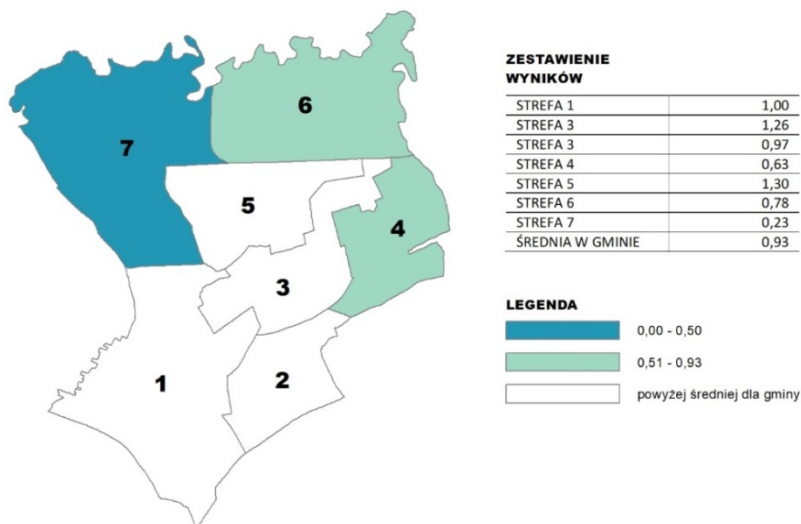 6
7
5
4
3
1
2
ZESTAWIENIE
WYNIKÓW
STREFA 1 1,00
STREFA 3 1,26
STREFA 3 0,97
STREFA 4 0,63
STREFA 5 1,30
STREFA 6 0,78
STREFA 7 0,23
ŚREDNIA W GMINIE 0,93
LEGENDA
0,00 - 0,50
0,51 - 0,93
powyżej średniej dla gminy